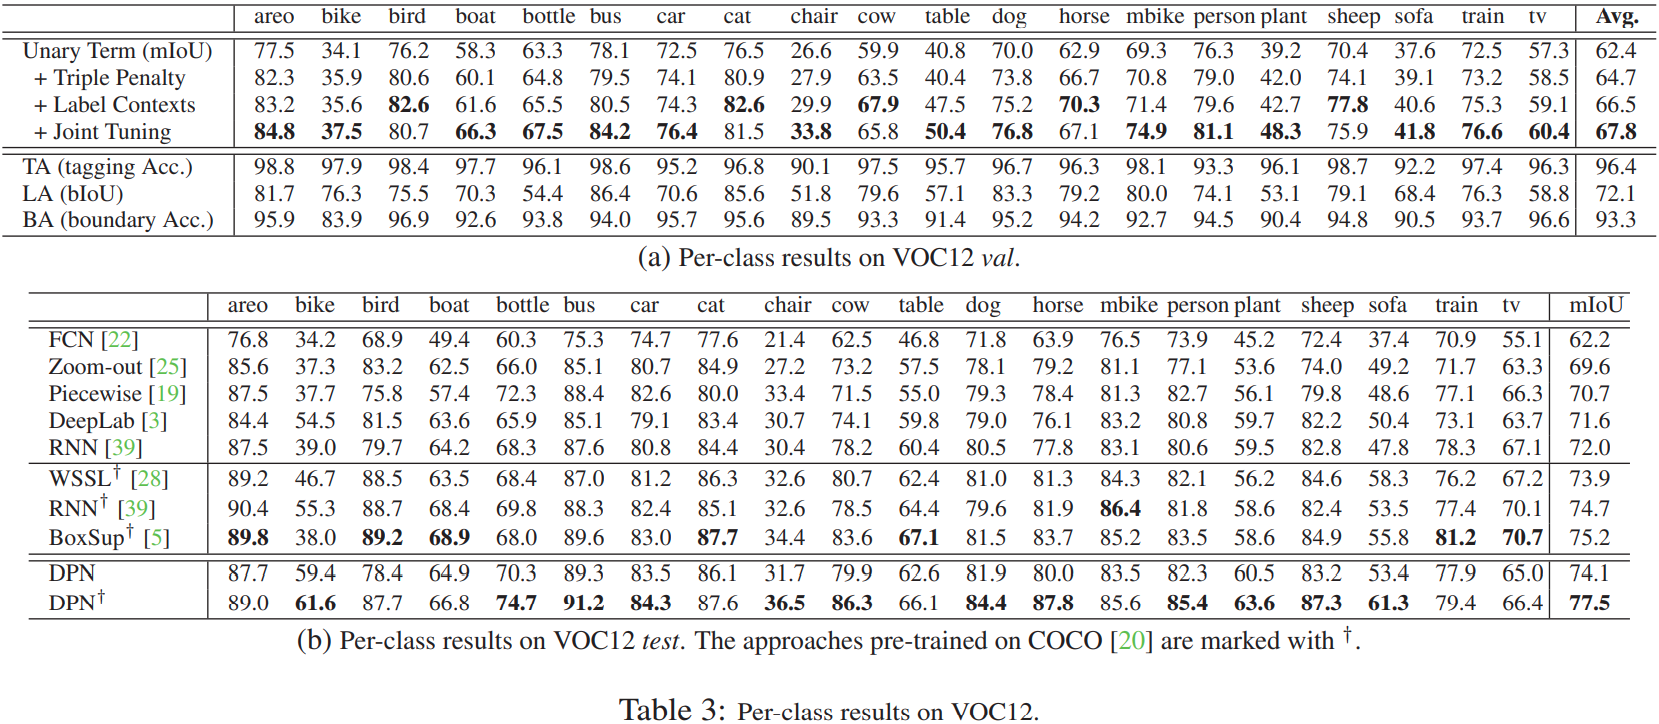 areo bike bird boat bottle bus car cat chair cow table dog horse mbike person plant sheep sofa train tv Avg.
Unary Term (mIoU) 77.5 34.1 76.2 58.3 63.3 78.1 72.5 76.5 26.6 59.9 40.8 70.0 62.9 69.3 76.3 39.2 70.4 37.6 72.5 57.3 62.4
+ Triple Penalty 82.3 35.9 80.6 60.1 64.8 79.5 74.1 80.9 27.9 63.5 40.4 73.8 66.7 70.8 79.0 42.0 74.1 39.1 73.2 58.5 64.7
+ Label Contexts 83.2 35.6 82.6 61.6 65.5 80.5 74.3 82.6 29.9 67.9 47.5 75.2 70.3 71.4 79.6 42.7 77.8 40.6 75.3 59.1 66.5
+ Joint Tuning 84.8 37.5 80.7 66.3 67.5 84.2 76.4 81.5 33.8 65.8 50.4 76.8 67.1 74.9 81.1 48.3 75.9 41.8 76.6 60.4 67.8
TA (tagging Acc.) 98.8 97.9 98.4 97.7 96.1 98.6 95.2 96.8 90.1 97.5 95.7 96.7 96.3 98.1 93.3 96.1 98.7 92.2 97.4 96.3 96.4
LA (bIoU) 81.7 76.3 75.5 70.3 54.4 86.4 70.6 85.6 51.8 79.6 57.1 83.3 79.2 80.0 74.1 53.1 79.1 68.4 76.3 58.8 72.1
BA (boundary Acc.) 95.9 83.9 96.9 92.6 93.8 94.0 95.7 95.6 89.5 93.3 91.4 95.2 94.2 92.7 94.5 90.4 94.8 90.5 93.7 96.6 93.3
(a) Per-class results on VOC12 val.
areo bike bird boat bottle bus car cat chair cow table dog horse mbike person plant sheep sofa train tv mIoU
FCN [22] 76.8 34.2 68.9 49.4 60.3 75.3 74.7 77.6 21.4 62.5 46.8 71.8 63.9 76.5 73.9 45.2 72.4 37.4 70.9 55.1 62.2
Zoom-out [25] 85.6 37.3 83.2 62.5 66.0 85.1 80.7 84.9 27.2 73.2 57.5 78.1 79.2 81.1 77.1 53.6 74.0 49.2 71.7 63.3 69.6
Piecewise [19] 87.5 37.7 75.8 57.4 72.3 88.4 82.6 80.0 33.4 71.5 55.0 79.3 78.4 81.3 82.7 56.1 79.8 48.6 77.1 66.3 70.7
DeepLab [3] 84.4 54.5 81.5 63.6 65.9 85.1 79.1 83.4 30.7 74.1 59.8 79.0 76.1 83.2 80.8 59.7 82.2 50.4 73.1 63.7 71.6
RNN [39] 87.5 39.0 79.7 64.2 68.3 87.6 80.8 84.4 30.4 78.2 60.4 80.5 77.8 83.1 80.6 59.5 82.8 47.8 78.3 67.1 72.0
WSSL† [28] 89.2 46.7 88.5 63.5 68.4 87.0 81.2 86.3 32.6 80.7 62.4 81.0 81.3 84.3 82.1 56.2 84.6 58.3 76.2 67.2 73.9
RNN† [39] 90.4 55.3 88.7 68.4 69.8 88.3 82.4 85.1 32.6 78.5 64.4 79.6 81.9 86.4 81.8 58.6 82.4 53.5 77.4 70.1 74.7
BoxSup† [5] 89.8 38.0 89.2 68.9 68.0 89.6 83.0 87.7 34.4 83.6 67.1 81.5 83.7 85.2 83.5 58.6 84.9 55.8 81.2 70.7 75.2
DPN 87.7 59.4 78.4 64.9 70.3 89.3 83.5 86.1 31.7 79.9 62.6 81.9 80.0 83.5 82.3 60.5 83.2 53.4 77.9 65.0 74.1
DPN† 89.0 61.6 87.7 66.8 74.7 91.2 84.3 87.6 36.5 86.3 66.1 84.4 87.8 85.6 85.4 63.6 87.3 61.3 79.4 66.4 77.5
(b) Per-class results on VOC12 test. The approaches pre-trained on COCO [20] are marked with †.
Table 3: Per-class results on VOC12.